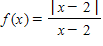 f(x) = |x − 2| / (x − 2)